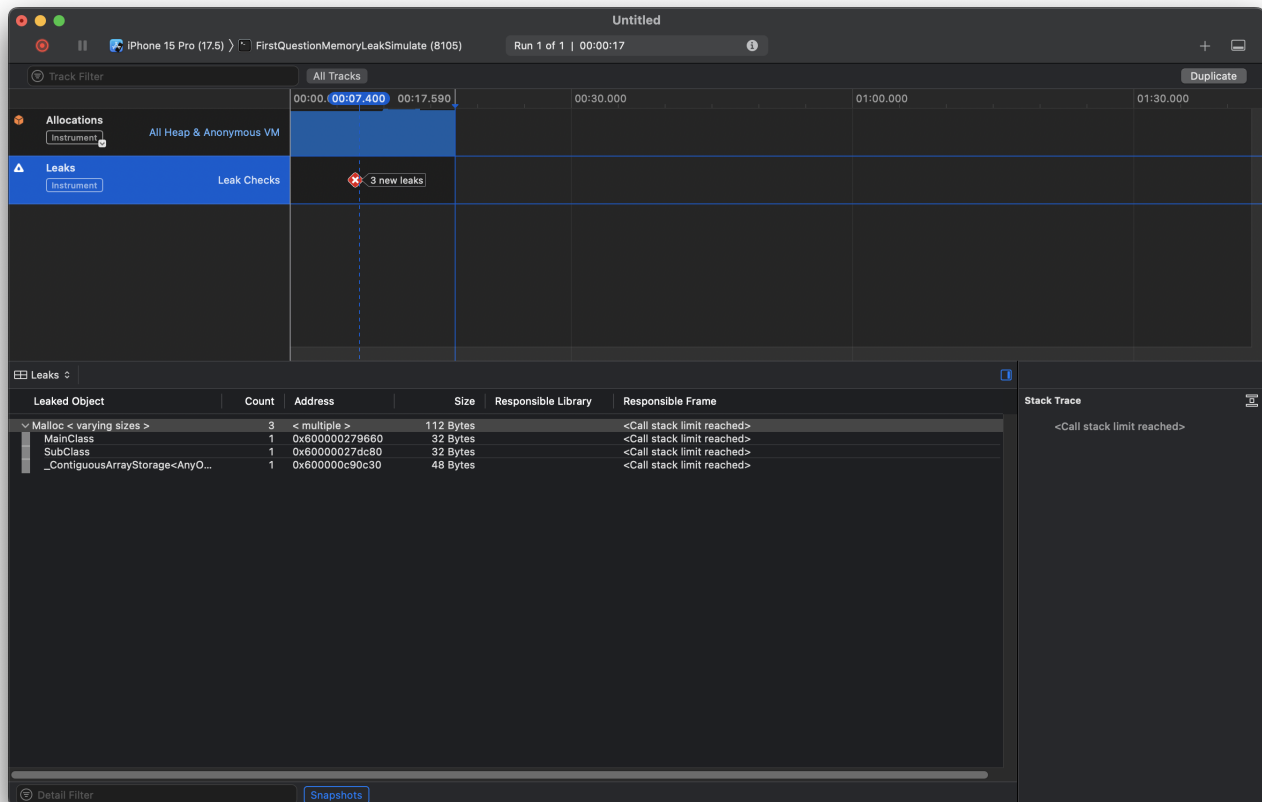 Untitled
iPhone 15 Pro (17.5) 〉 FirstQuestionMemoryLeakSimulate (8105)
Run 1 of 1 | 00:00:17
Track Filter
All Tracks
Duplicate
00:00. 00:07.400 00:17.590 00:30.000 01:00.000 01:30.000
Allocations
Instrument
All Heap & Anonymous VM
Leaks
Instrument
Leak Checks
3 new leaks
Leaks
Leaked Object Count Address Size Responsible Library Responsible Frame
Stack Trace
Malloc < varying sizes > 3 < multiple > 112 Bytes <Call stack limit reached>
<Call stack limit reached>
MainClass 1 0x600000279660 32 Bytes <Call stack limit reached>
SubClass 1 0x60000027dc80 32 Bytes <Call stack limit reached>
_ContiguousArrayStorage<AnyO... 1 0x600000c90c30 48 Bytes <Call stack limit reached>
Detail Filter
Snapshots